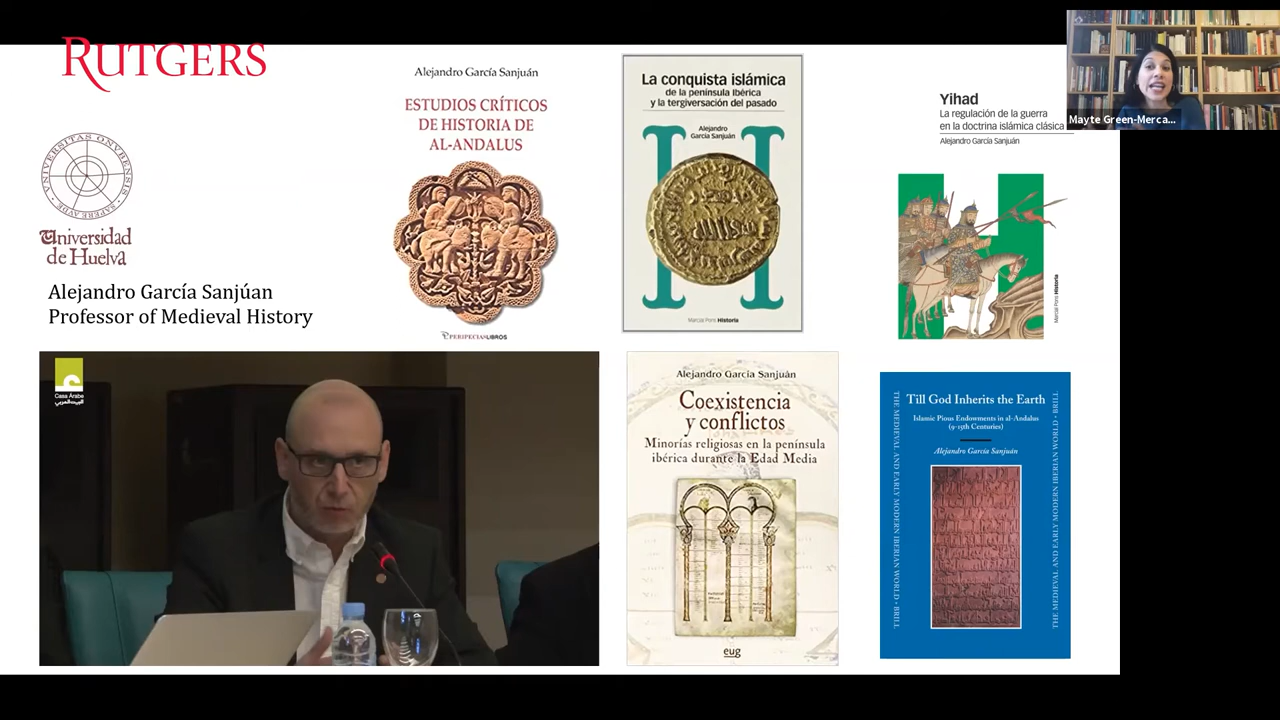 RUTGERS
UNIVERSITAS ONVBENSIS
SAPERE AVDE
Universidad
de Huelva
Alejandro García Sanjúan
Professor of Medieval History
Alejandro García Sanjuán
ESTUDIOS CRÍTICOS
DE HISTORIA DE
AL-ANDALUS
PERIPECIASLIBROS
La conquista islámica
de la península ibérica
y la tergiversación del pasado
Alejandro
García Sanjuán
Marcial Pons Historia
Yihad
La regulación de la guerra
en la doctrina islámica clásica
Alejandro García Sanjuán
Marcial Pons Historia
Mayte Green-Merca...
Casa Árabe
البيت العربي
Alejandro García Sanjuán
Coexistencia
y conflictos
Minorías religiosas en la península
ibérica durante la Edad Media
eug
THE MEDIEVAL AND EARLY MODERN IBERIAN WORLD · BRILL
Till God Inherits the Earth
Islamic Pious Endowments in al-Andalus
(9-15th Centuries)
Alejandro García Sanjuán
THE MEDIEVAL AND EARLY MODERN IBERIAN WORLD · BRILL